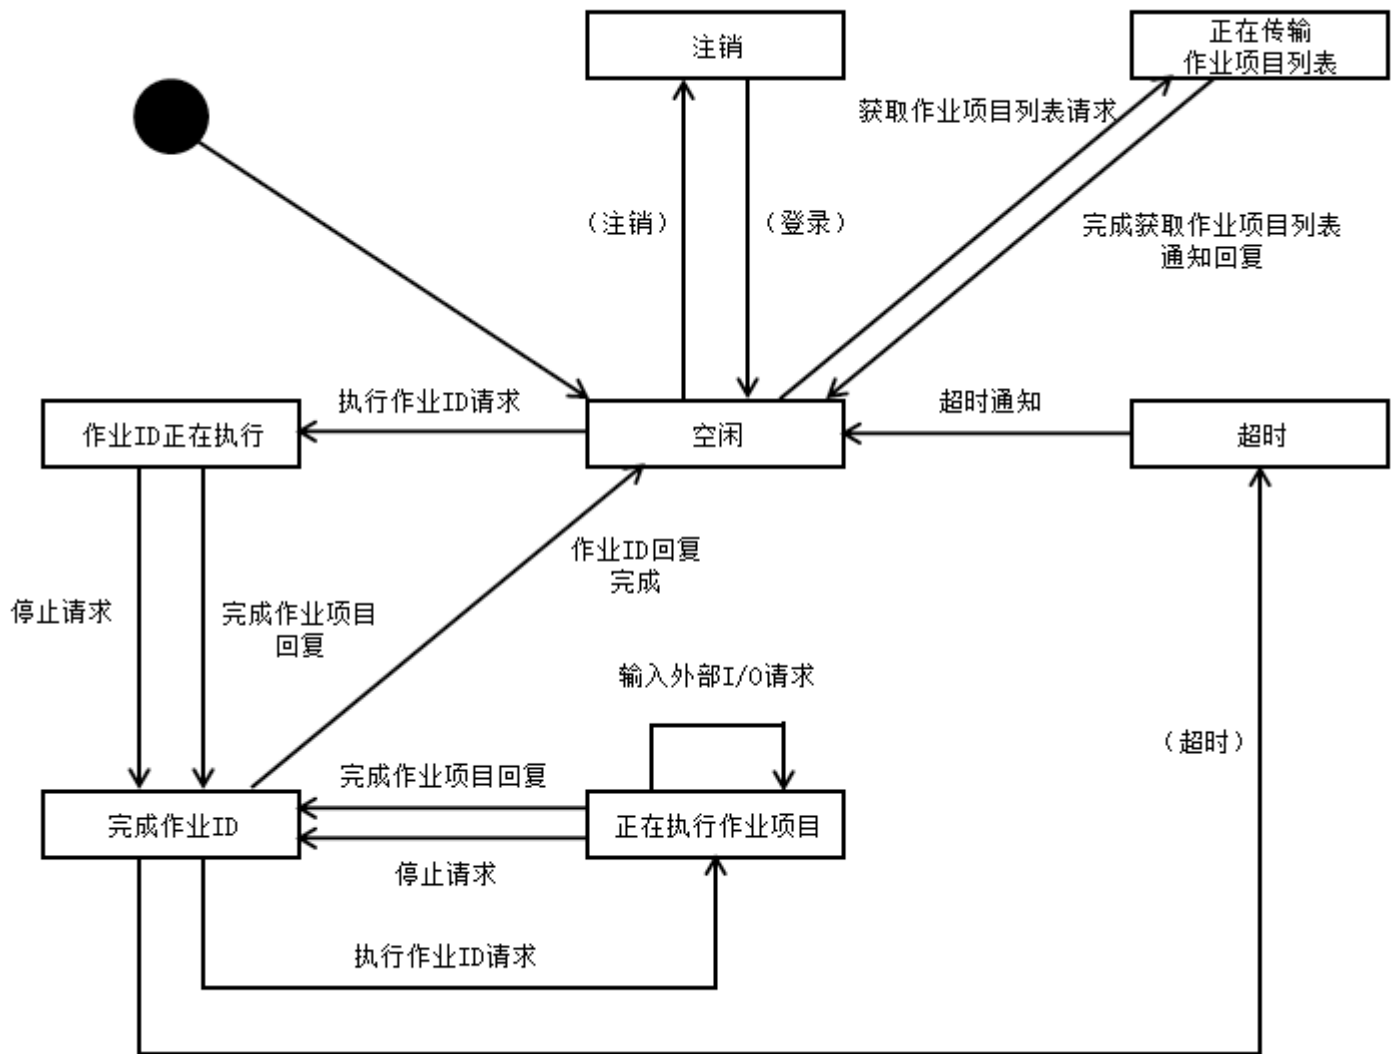 注销
正在传输
作业项目列表
获取作业项目列表请求
（注销）
（登录）
完成获取作业项目列表
通知回复
执行作业ID请求
超时通知
作业ID正在执行
空闲
超时
作业ID回复
完成
停止请求
完成作业项目
回复
输入外部I/O请求
（超时）
完成作业项目回复
完成作业ID
正在执行作业项目
停止请求
执行作业ID请求